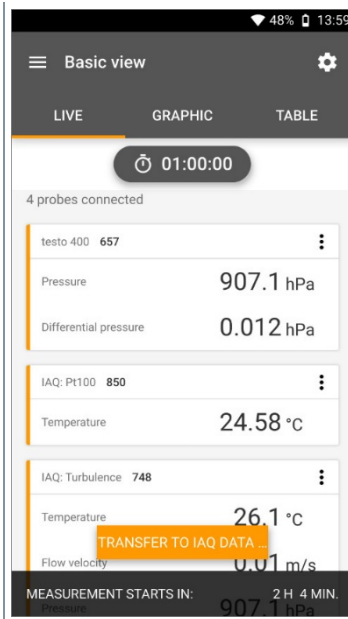 48% 13:59
Basic view
LIVE GRAPHIC TABLE
01:00:00
4 probes connected
testo 400 657
Pressure 907.1 hPa
Differential pressure 0.012 hPa
IAQ: Pt100 850
Temperature 24.58 °C
IAQ: Turbulence 748
Temperature 26.1 °C
TRANSFER TO IAQ DATA ...
Flow velocity 0.01 m/s
MEASUREMENT STARTS IN: 2 H 4 MIN.
Pressure 907.1 hPa